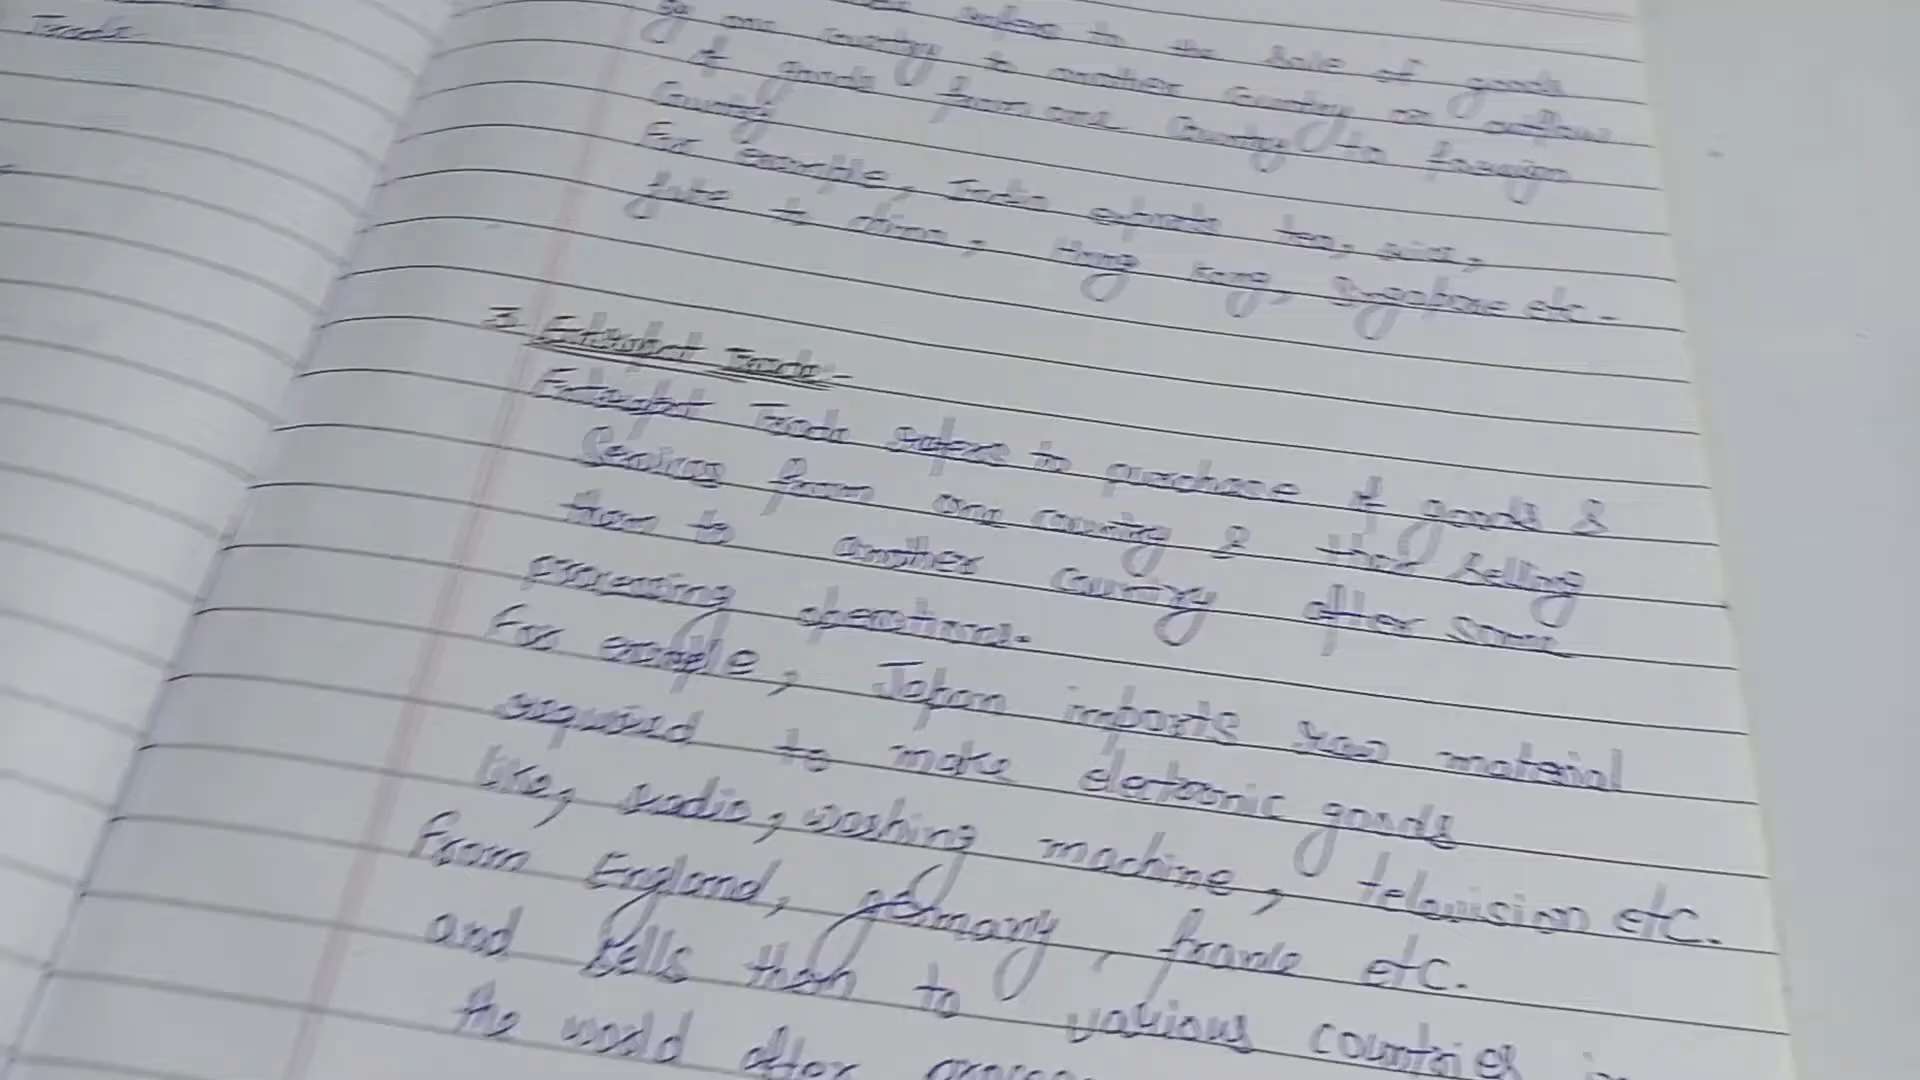 Trade
refers to the sale of goods
by one country to another country or outflow
of goods from one country to foreign
Country
For example, India exports tea, rice,
jute to china, Hong Kong, Singapore etc.
3 Entrepot Trade-
Entrepot Trade refers to purchase of goods &
Services from one country & then selling
them to another country after some
processing operations.
For example, Japan imports raw material
required to make electronic goods
like, radio, washing machine, television etc.
from England, germany, france etc.
and sells them to various countries in
the world after